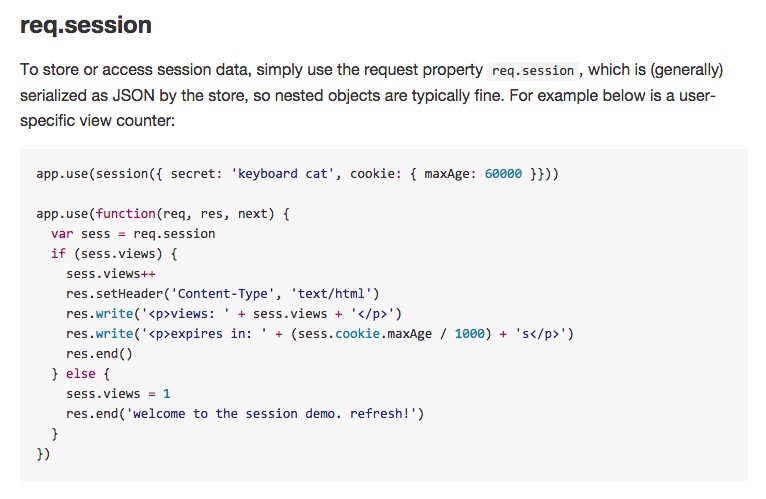 req.session
To store or access session data, simply use the request property req.session , which is (generally)
serialized as JSON by the store, so nested objects are typically fine. For example below is a user-
specific view counter:
app.use(session({ secret: 'keyboard cat', cookie: { maxAge: 60000 }}))
app.use(function(req, res, next) {
  var sess = req.session
  if (sess.views) {
    sess.views++
    res.setHeader('Content-Type', 'text/html')
    res.write('<p>views: ' + sess.views + '</p>')
    res.write('<p>expires in: ' + (sess.cookie.maxAge / 1000) + 's</p>')
    res.end()
  } else {
    sess.views = 1
    res.end('welcome to the session demo. refresh!')
  }
})